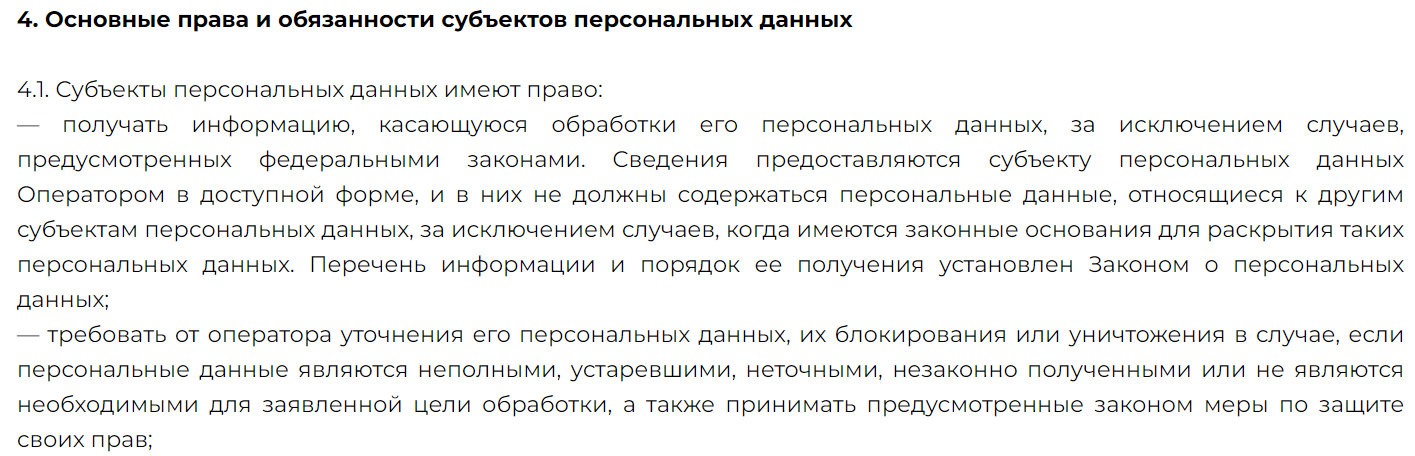 4. Основные права и обязанности субъектов персональных данных
4.1. Субъекты персональных данных имеют право:
— получать информацию, касающуюся обработки его персональных данных, за исключением случаев,
предусмотренных федеральными законами. Сведения предоставляются субъекту персональных данных
Оператором в доступной форме, и в них не должны содержаться персональные данные, относящиеся к другим
субъектам персональных данных, за исключением случаев, когда имеются законные основания для раскрытия таких
персональных данных. Перечень информации и порядок ее получения установлен Законом о персональных
данных;
— требовать от оператора уточнения его персональных данных, их блокирования или уничтожения в случае, если
персональные данные являются неполными, устаревшими, неточными, незаконно полученными или не являются
необходимыми для заявленной цели обработки, а также принимать предусмотренные законом меры по защите
своих прав;